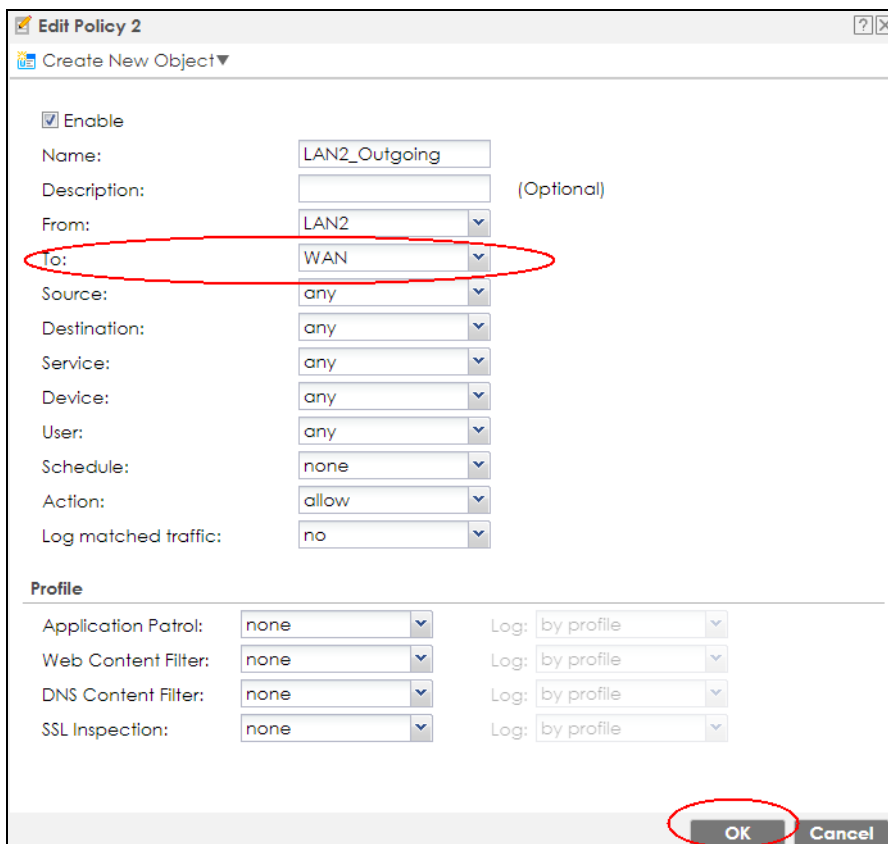 Edit Policy 2
Create New Object
Enable
Name: LAN2_Outgoing
Description: (Optional)
From: LAN2
To: WAN
Source: any
Destination: any
Service: any
Device: any
User: any
Schedule: none
Action: allow
Log matched traffic: no
Profile
Application Patrol: none Log: by profile
Web Content Filter: none Log: by profile
DNS Content Filter: none Log: by profile
SSL Inspection: none Log: by profile
OK Cancel